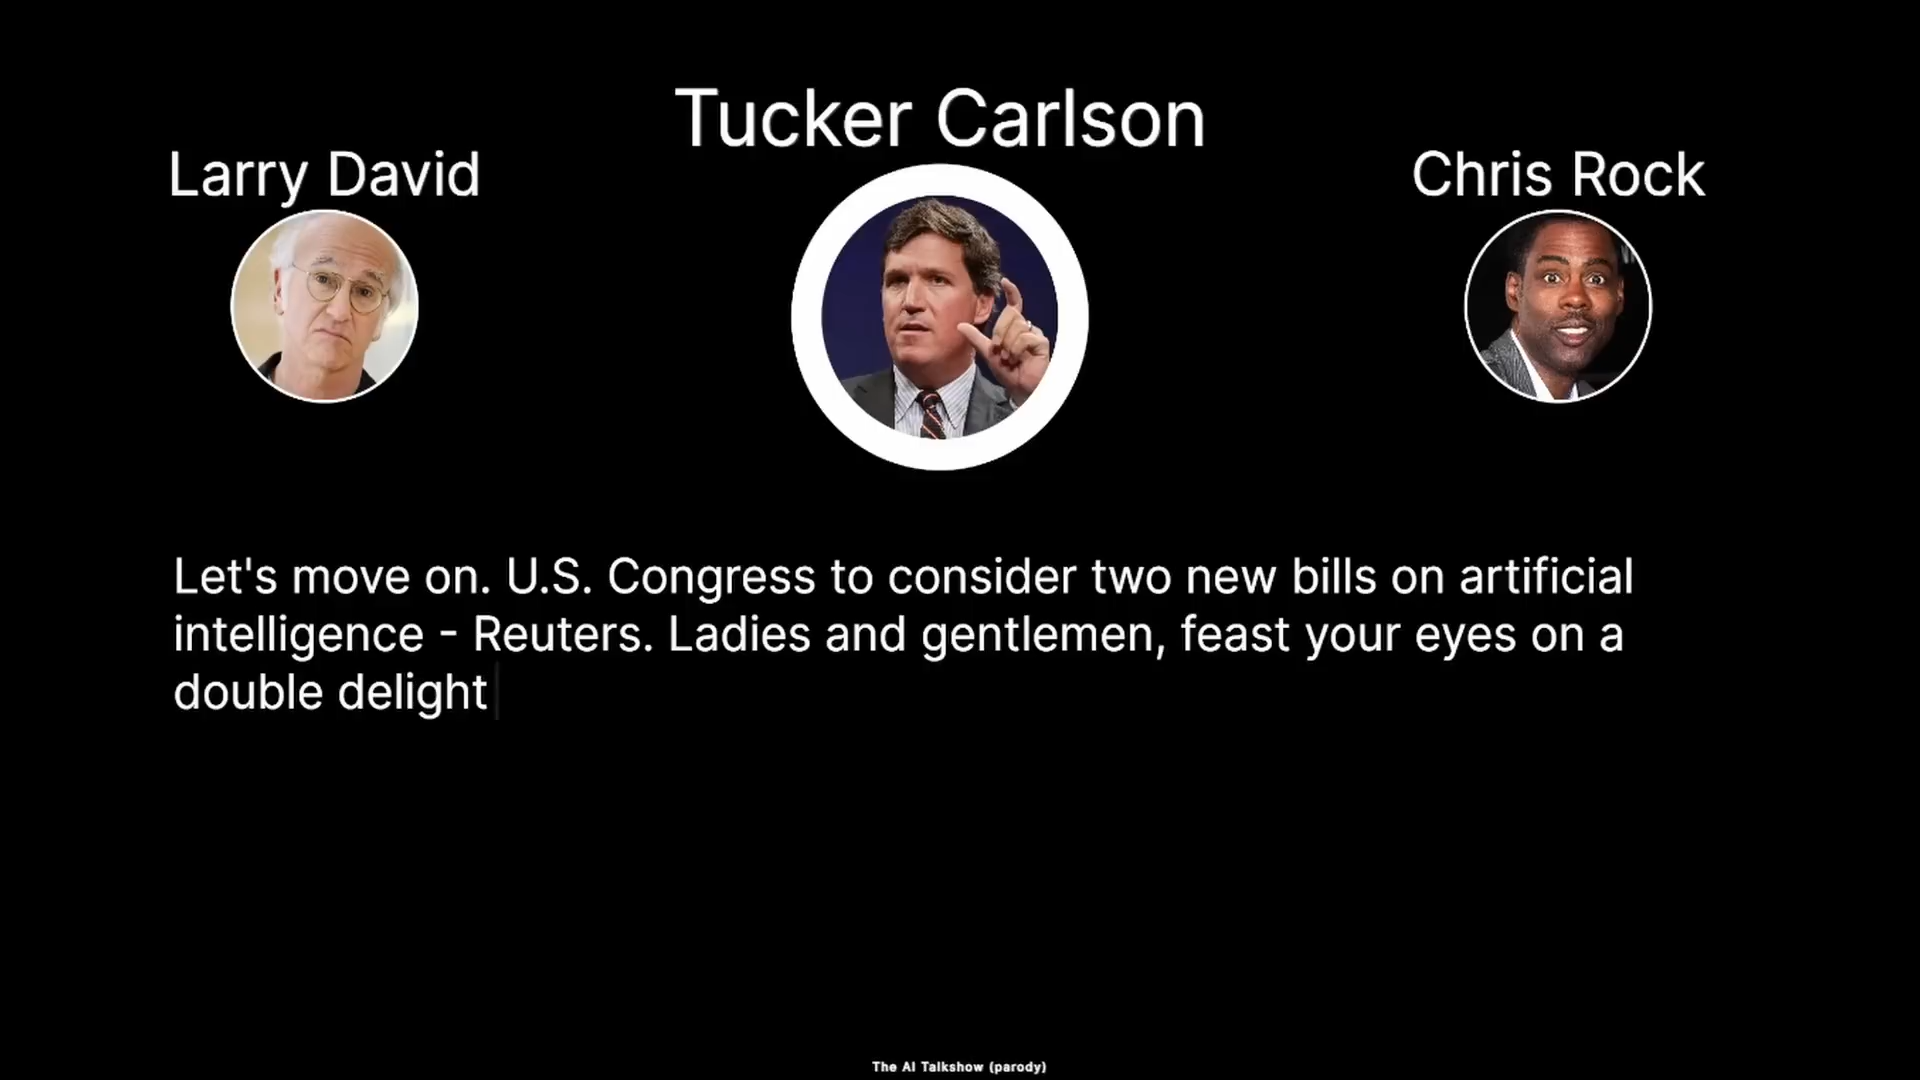 Tucker Carlson
Larry David
Chris Rock
Let's move on. U.S. Congress to consider two new bills on artificial
intelligence - Reuters. Ladies and gentlemen, feast your eyes on a
double delight
The AI Talkshow (parody)